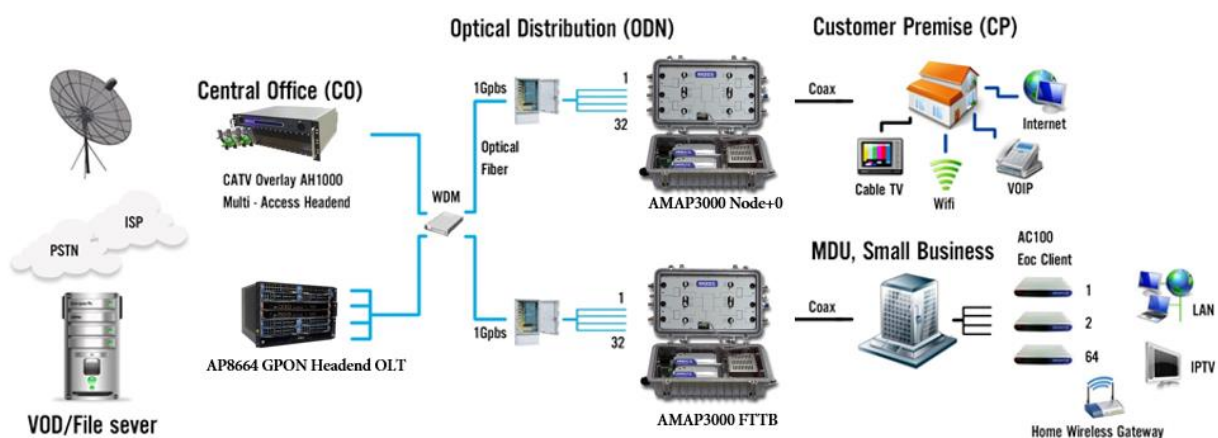 Optical Distribution (ODN)
Customer Premise (CP)
Central Office (CO)
CATV Overlay AH1000
Multi - Access Headend
1Gpbs
Optical
Fiber
1
32
AMAP3000 Node+0
Coax
Internet
Cable TV
Wifi
VOIP
WDM
ISP
PSTN
VOD/File sever
AP8664 GPON Headend OLT
1Gpbs
1
32
AMAP3000 FTTB
Coax
MDU, Small Business
AC100
Eoc Client
1
2
64
LAN
IPTV
Home Wireless Gateway